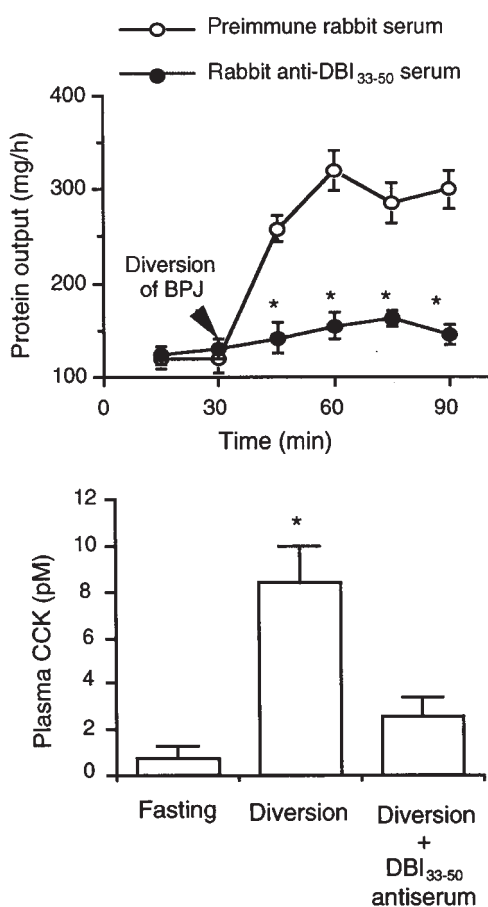 Preimmune rabbit serum
Rabbit anti-DBI33-50 serum
400
300
200
100
Protein output (mg/h)
Diversion
of BPJ
* * * *
0 30 60 90
Time (min)
12
10
8
6
4
2
0
Plasma CCK (pM)
*
Fasting Diversion Diversion
+
DBI33-50
antiserum